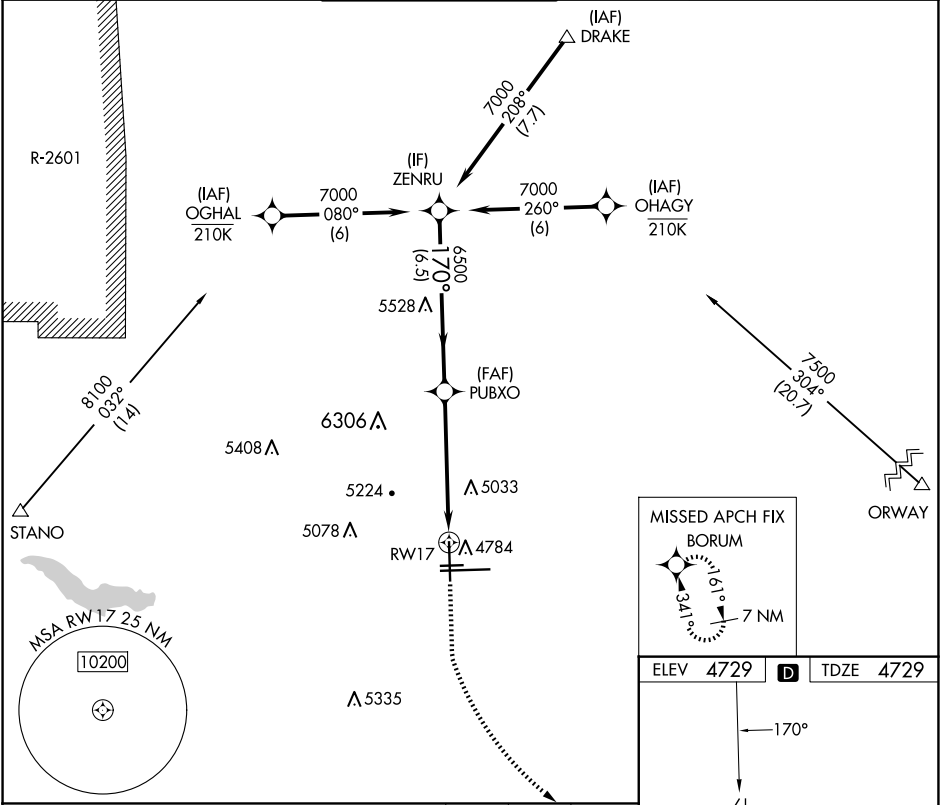 (IAF)
DRAKE
7000
208°
(7.7)
R-2601
(IF)
ZENRU
(IAF)
OGHAL
210K
7000
080°
(6)
7000
260°
(6)
(IAF)
OHAGY
210K
6500
170°
(6.5)
5528
(FAF)
PUBXO
8100
032°
(14)
7500
304°
(20.7)
6306
5408
5224
5033
5078
STANO
ORWAY
RW17
4784
MISSED APCH FIX
BORUM
161°
341°
7 NM
MSA RW17 25 NM
10200
5335
ELEV 4729
D
TDZE 4729
170°